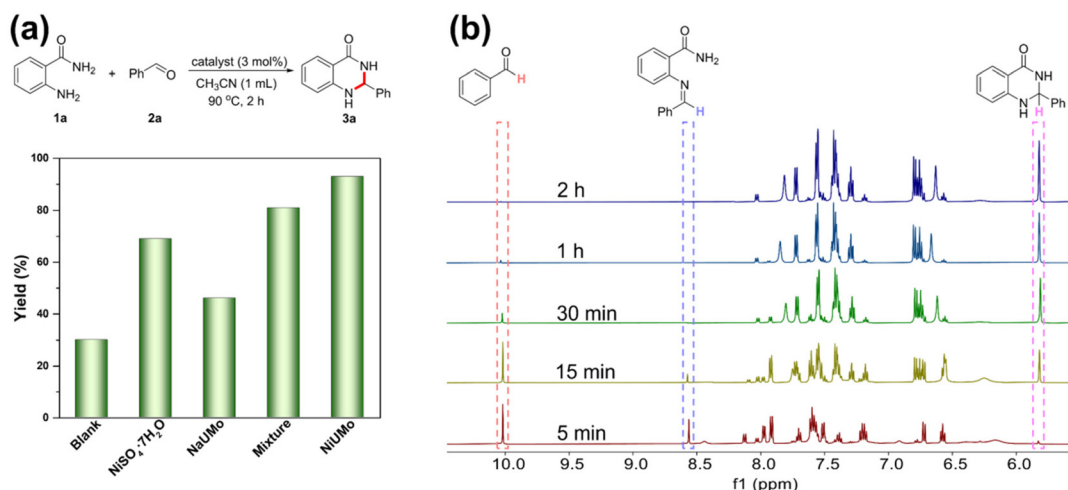 (a)
O
NH₂
NH₂
1a
+
Ph
O
2a
catalyst (3 mol%)
CH₃CN (1 mL)
90 °C, 2 h
O
NH
N
H
Ph
3a
Yield (%)
100
80
60
40
20
0
Blank
NiSO₄·7H₂O
NaUMo
Mixture
NiUMo
(b)
O
H
O
NH₂
N
Ph
H
O
NH
N
H
H
Ph
2 h
1 h
30 min
15 min
5 min
10.0
9.5
9.0
8.5
8.0
7.5
7.0
6.5
6.0
f1 (ppm)